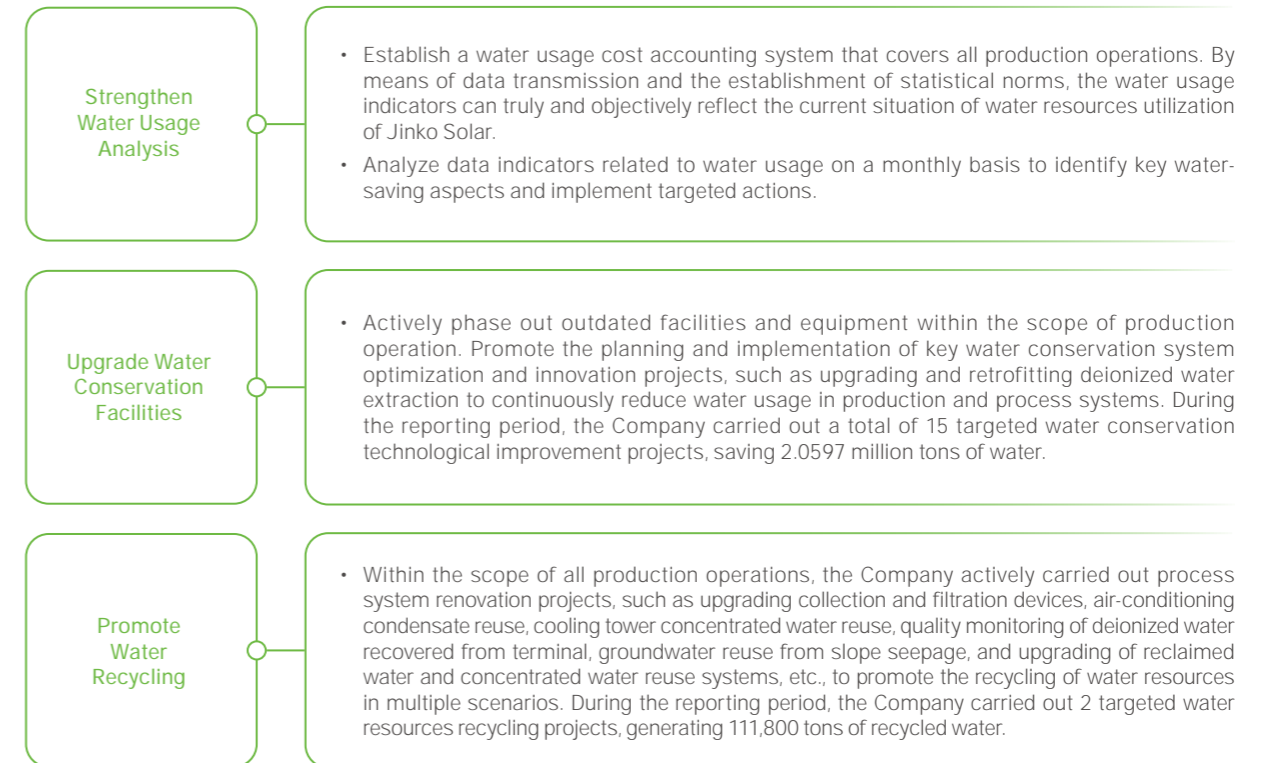 Strengthen
Water Usage
Analysis
• Establish a water usage cost accounting system that covers all production operations. By
means of data transmission and the establishment of statistical norms, the water usage
indicators can truly and objectively reflect the current situation of water resources utilization
of Jinko Solar.
• Analyze data indicators related to water usage on a monthly basis to identify key water-
saving aspects and implement targeted actions.
Upgrade Water
Conservation
Facilities
• Actively phase out outdated facilities and equipment within the scope of production
operation. Promote the planning and implementation of key water conservation system
optimization and innovation projects, such as upgrading and retrofitting deionized water
extraction to continuously reduce water usage in production and process systems. During
the reporting period, the Company carried out a total of 15 targeted water conservation
technological improvement projects, saving 2.0597 million tons of water.
Promote
Water
Recycling
• Within the scope of all production operations, the Company actively carried out process
system renovation projects, such as upgrading collection and filtration devices, air-conditioning
condensate reuse, cooling tower concentrated water reuse, quality monitoring of deionized water
recovered from terminal, groundwater reuse from slope seepage, and upgrading of reclaimed
water and concentrated water reuse systems, etc., to promote the recycling of water resources
in multiple scenarios. During the reporting period, the Company carried out 2 targeted water
resources recycling projects, generating 111,800 tons of recycled water.